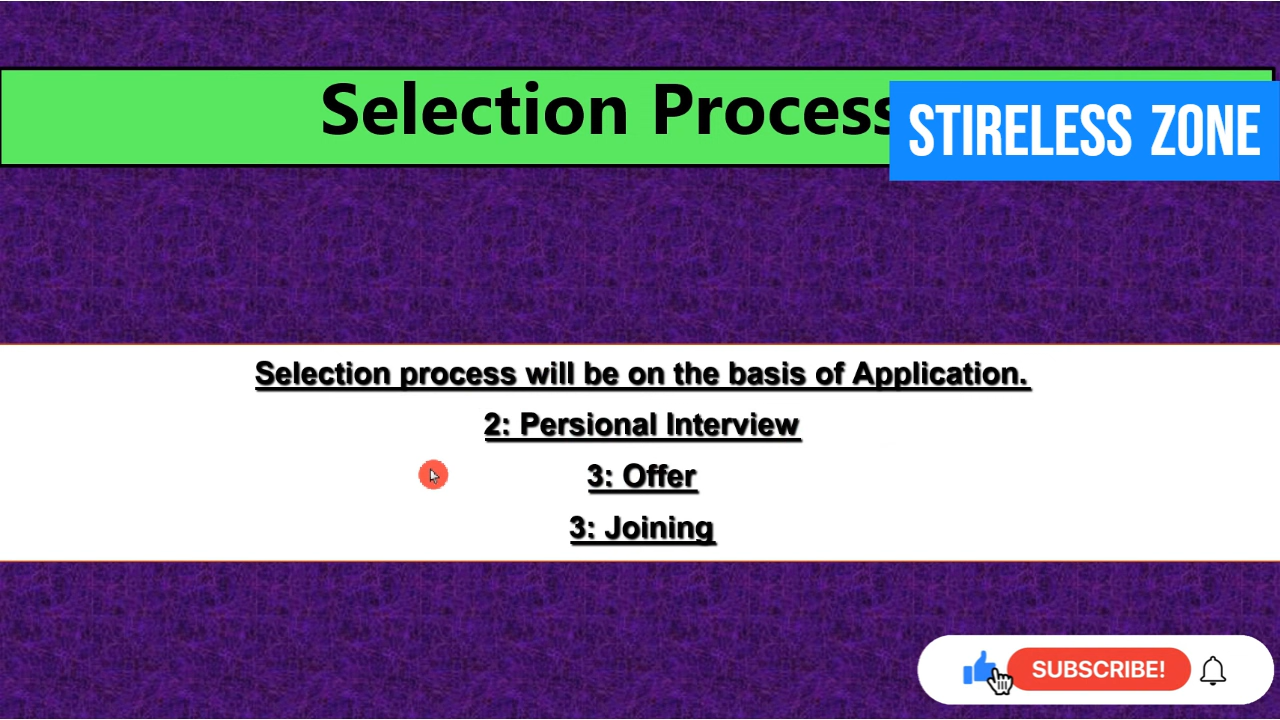 Selection Process
STIRELESS ZONE
Selection process will be on the basis of Application.
2: Persional Interview
3: Offer
3: Joining
SUBSCRIBE!